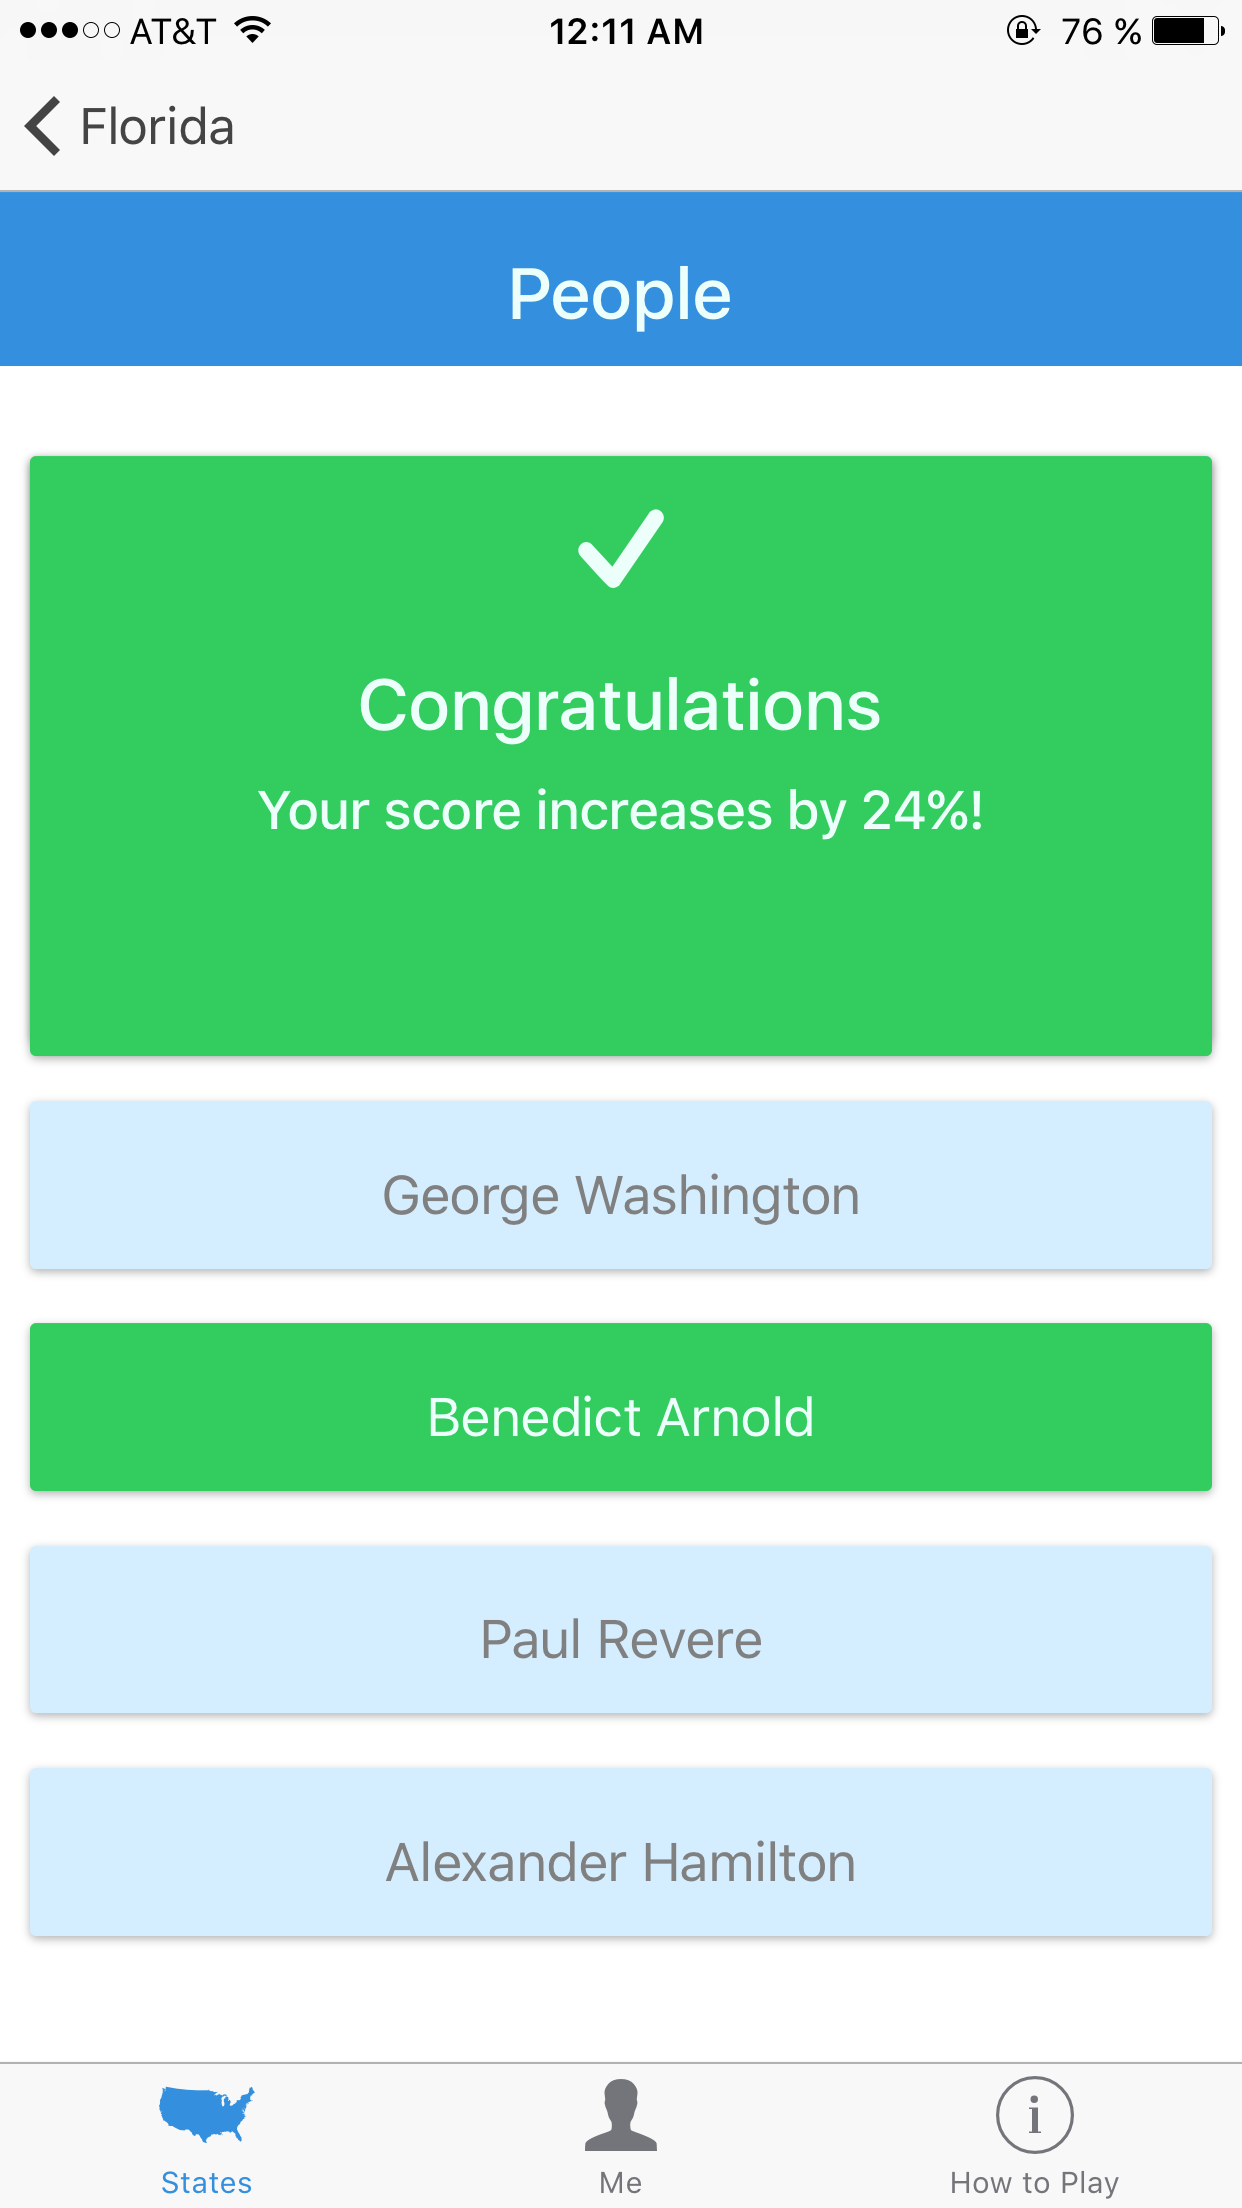 AT&T 12:11 AM 76 %
Florida
People
Congratulations
Your score increases by 24%!
George Washington
Benedict Arnold
Paul Revere
Alexander Hamilton
States Me How to Play